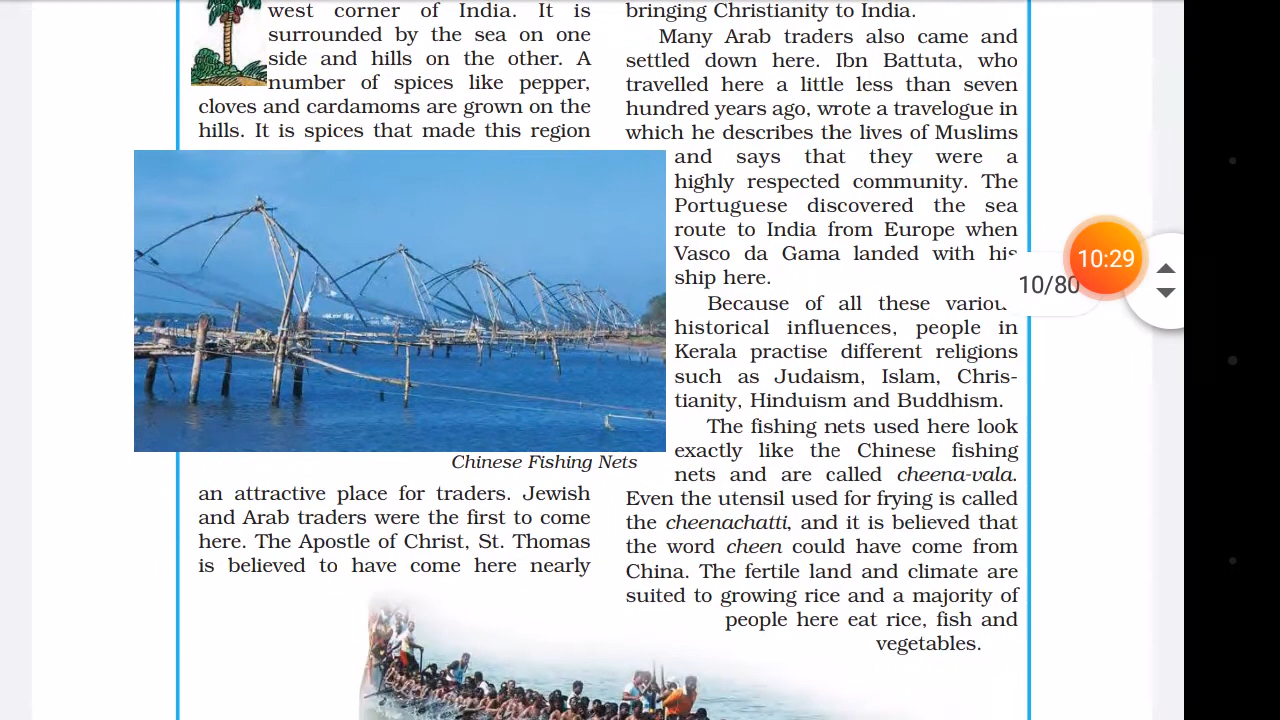 west corner of India. It is
surrounded by the sea on one
side and hills on the other. A
number of spices like pepper,
cloves and cardamoms are grown on the
hills. It is spices that made this region
Chinese Fishing Nets
an attractive place for traders. Jewish
and Arab traders were the first to come
here. The Apostle of Christ, St. Thomas
is believed to have come here nearly
bringing Christianity to India.
Many Arab traders also came and
settled down here. Ibn Battuta, who
travelled here a little less than seven
hundred years ago, wrote a travelogue in
which he describes the lives of Muslims
and says that they were a
highly respected community. The
Portuguese discovered the sea
route to India from Europe when
Vasco da Gama landed with his
ship here.
Because of all these
historical influences, people in
Kerala practise different religions
such as Judaism, Islam, Chris-
tianity, Hinduism and Buddhism.
The fishing nets used here look
exactly like the Chinese fishing
nets and are called cheena-vala.
Even the utensil used for frying is called
the cheenachatti, and it is believed that
the word cheen could have come from
China. The fertile land and climate are
suited to growing rice and a majority of
people here eat rice, fish and
vegetables.
10:29
10/80